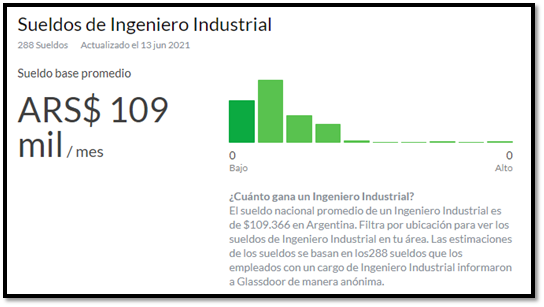 Sueldos de Ingeniero Industrial
288 Sueldos Actualizado el 13 jun 2021
Sueldo base promedio
ARS$ 109
mil / mes
0 0
Bajo Alto
¿Cuánto gana un Ingeniero Industrial?
El sueldo nacional promedio de un Ingeniero Industrial es
de $109.366 en Argentina. Filtra por ubicación para ver los
sueldos de Ingeniero Industrial en tu área. Las estimaciones
de los sueldos se basan en los288 sueldos que los
empleados con un cargo de Ingeniero Industrial informaron
a Glassdoor de manera anónima.